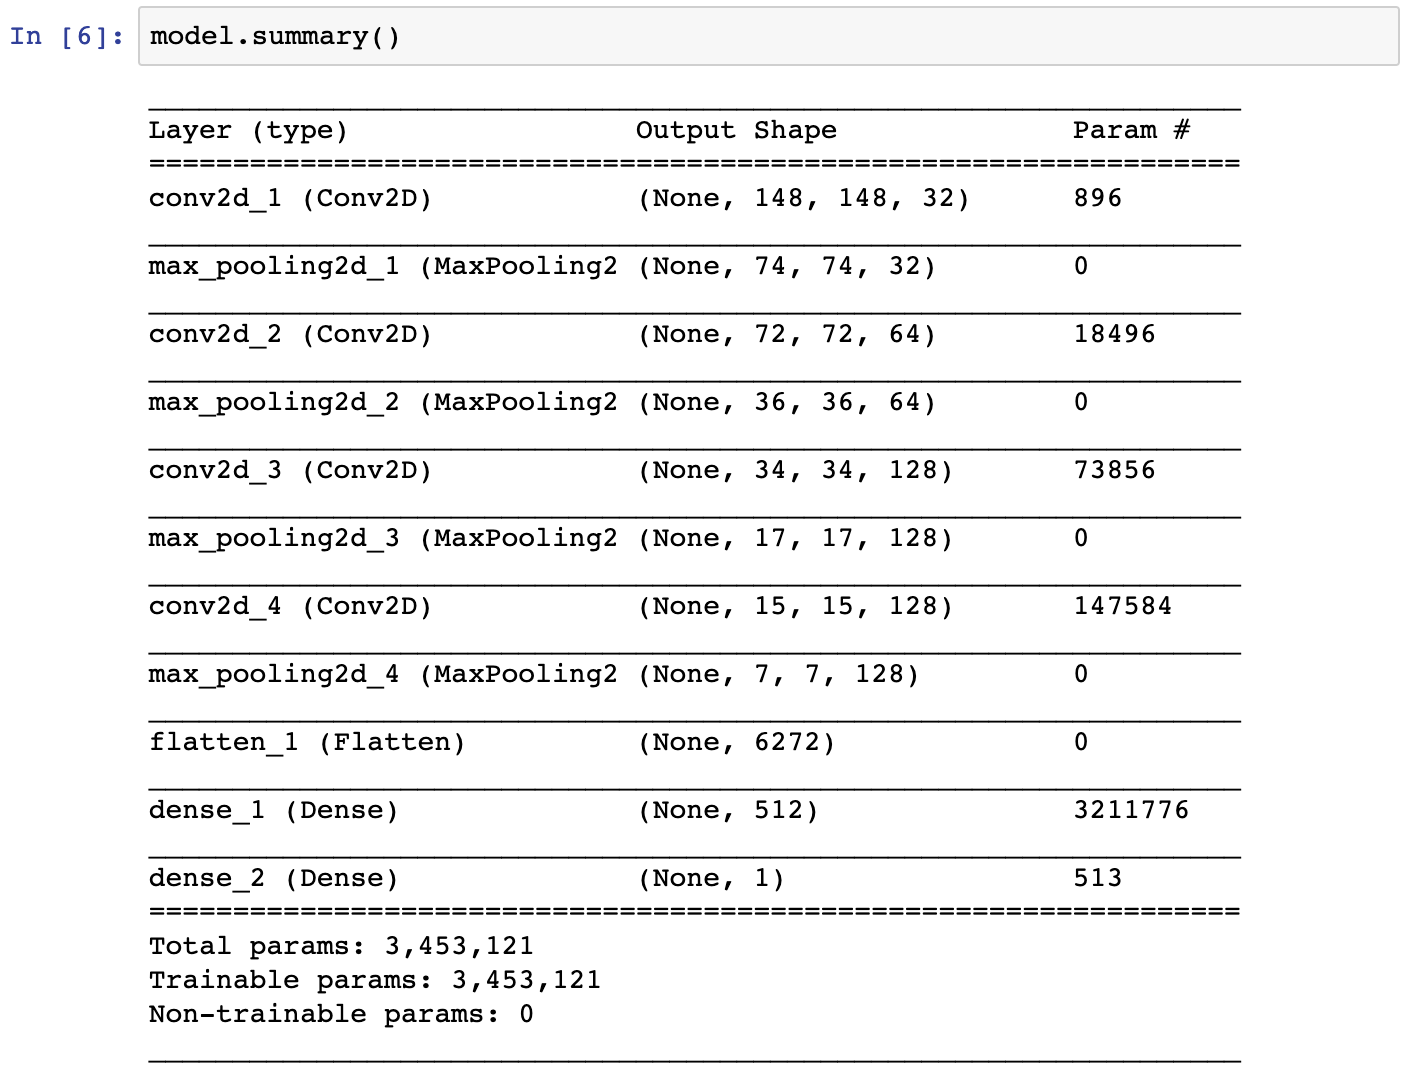 In [6]: model.summary()
_________________________________________________________________
Layer (type)                 Output Shape              Param #
=================================================================
conv2d_1 (Conv2D)            (None, 148, 148, 32)      896
_________________________________________________________________
max_pooling2d_1 (MaxPooling2 (None, 74, 74, 32)        0
_________________________________________________________________
conv2d_2 (Conv2D)            (None, 72, 72, 64)        18496
_________________________________________________________________
max_pooling2d_2 (MaxPooling2 (None, 36, 36, 64)        0
_________________________________________________________________
conv2d_3 (Conv2D)            (None, 34, 34, 128)       73856
_________________________________________________________________
max_pooling2d_3 (MaxPooling2 (None, 17, 17, 128)       0
_________________________________________________________________
conv2d_4 (Conv2D)            (None, 15, 15, 128)       147584
_________________________________________________________________
max_pooling2d_4 (MaxPooling2 (None, 7, 7, 128)         0
_________________________________________________________________
flatten_1 (Flatten)          (None, 6272)              0
_________________________________________________________________
dense_1 (Dense)              (None, 512)               3211776
_________________________________________________________________
dense_2 (Dense)              (None, 1)                 513
=================================================================
Total params: 3,453,121
Trainable params: 3,453,121
Non-trainable params: 0
_________________________________________________________________